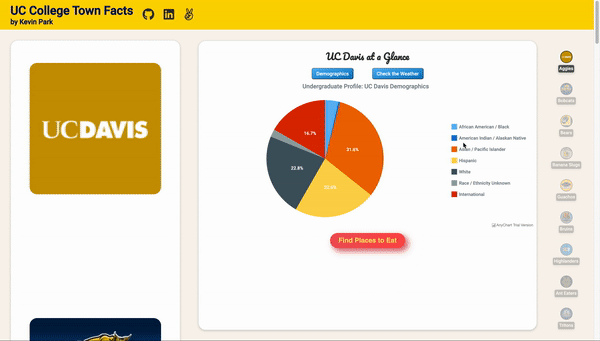 UC College Town Facts
by Kevin Park
UCDAVIS
UC Davis at a Glance
Demographics
Check the Weather
Undergraduate Profile: UC Davis Demographics
16.7%
31.6%
22.8%
African American / Black
American Indian / Alaskan Native
Asian / Pacific Islander
Hispanic
White
Race / Ethnicity Unknown
International
AnyChart Trial Version
Find Places to Eat
Aggies
Bobcats
Bears
Banana Slugs
Gauchos
Bruins
Highlanders
Ant Eaters
Tritons